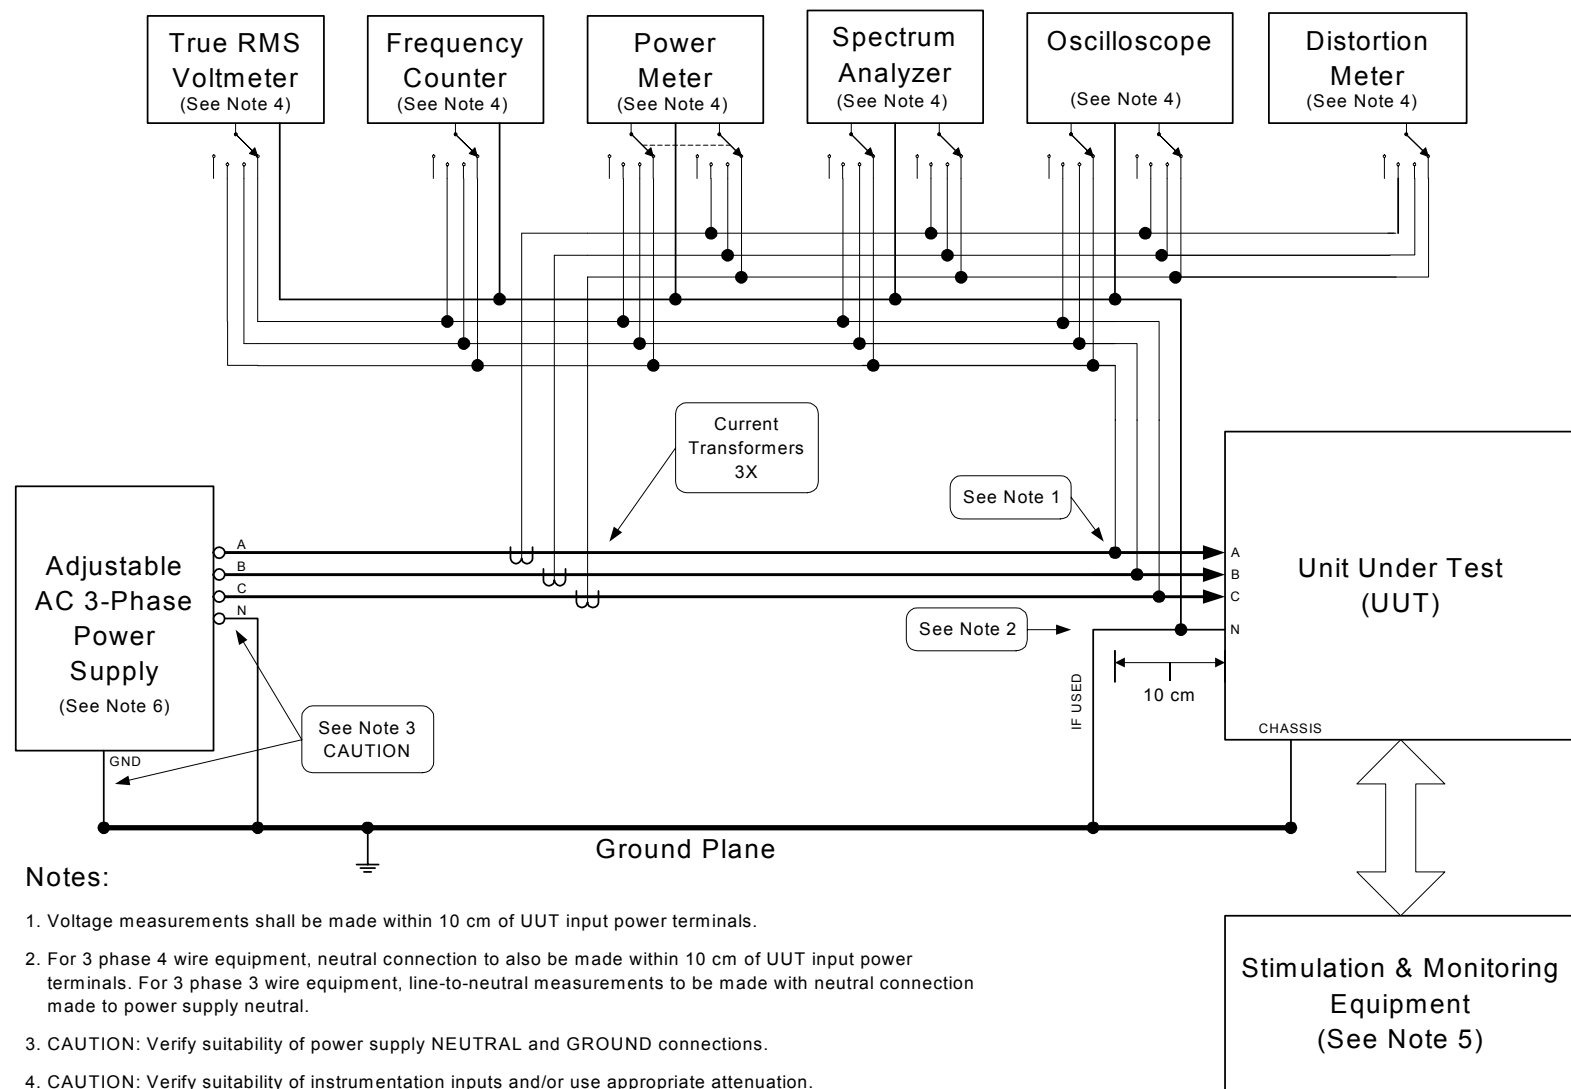 True RMS
Voltmeter
(See Note 4)
Frequency
Counter
(See Note 4)
Power
Meter
(See Note 4)
Spectrum
Analyzer
(See Note 4)
Oscilloscope
(See Note 4)
Distortion
Meter
(See Note 4)
Current
Transformers
3X
See Note 1
Adjustable
AC 3-Phase
Power
Supply
(See Note 6)
A
B
C
N
GND
See Note 3
CAUTION
See Note 2
IF USED
10 cm
A
B
C
N
Unit Under Test
(UUT)
CHASSIS
Ground Plane
Stimulation & Monitoring
Equipment
(See Note 5)
Notes:
1. Voltage measurements shall be made within 10 cm of UUT input power terminals.
2. For 3 phase 4 wire equipment, neutral connection to also be made within 10 cm of UUT input power
terminals. For 3 phase 3 wire equipment, line-to-neutral measurements to be made with neutral connection
made to power supply neutral.
3. CAUTION: Verify suitability of power supply NEUTRAL and GROUND connections.
4. CAUTION: Verify suitability of instrumentation inputs and/or use appropriate attenuation.